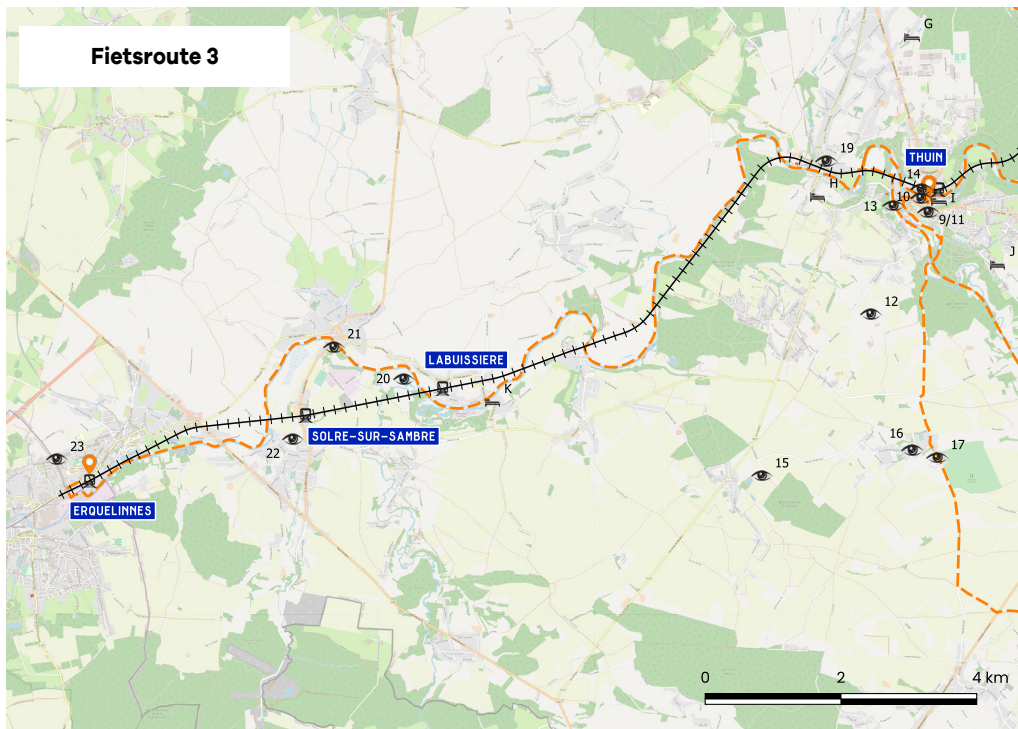 Fietsroute 3
G
19
THUIN
14
H
10
I
13
9/11
J
12
21
LABUISSIERE
20
K
SOLRE-SUR-SAMBRE
22
23
16
17
15
ERQUELINNES
0 2 4 km